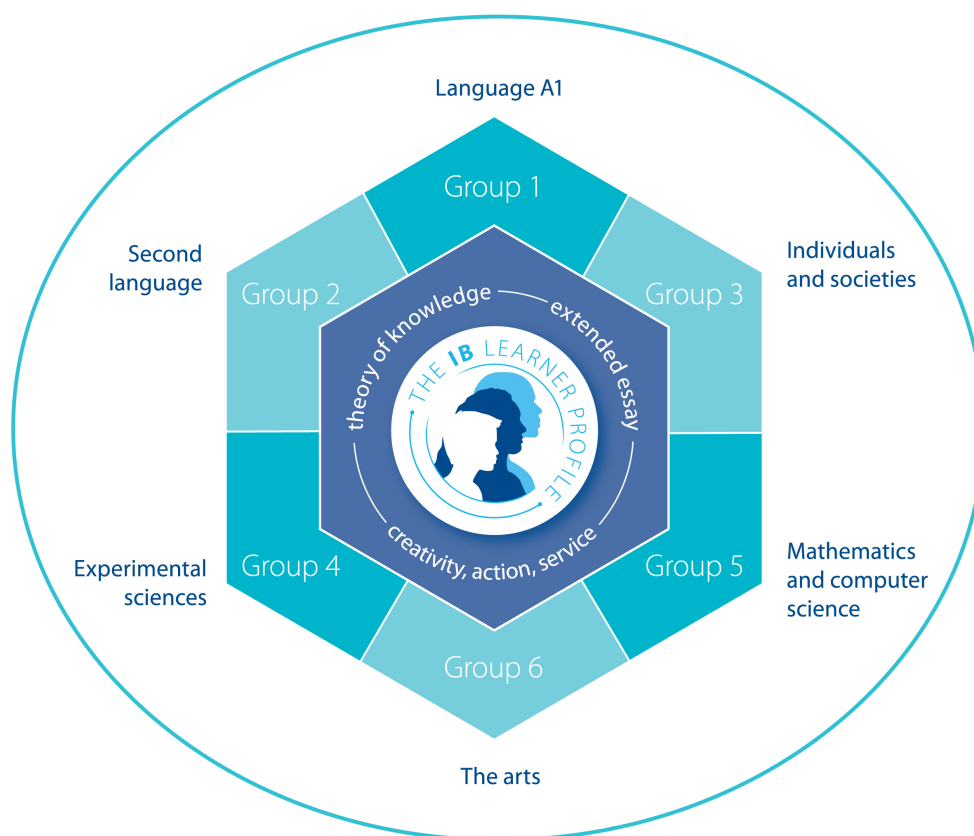 Language A1
Group 1
Second
language
Group 2
Individuals
and societies
Group 3
theory of knowledge
extended essay
THE IB LEARNER PROFILE
creativity, action, service
Experimental
sciences
Group 4
Mathematics
and computer
science
Group 5
Group 6
The arts